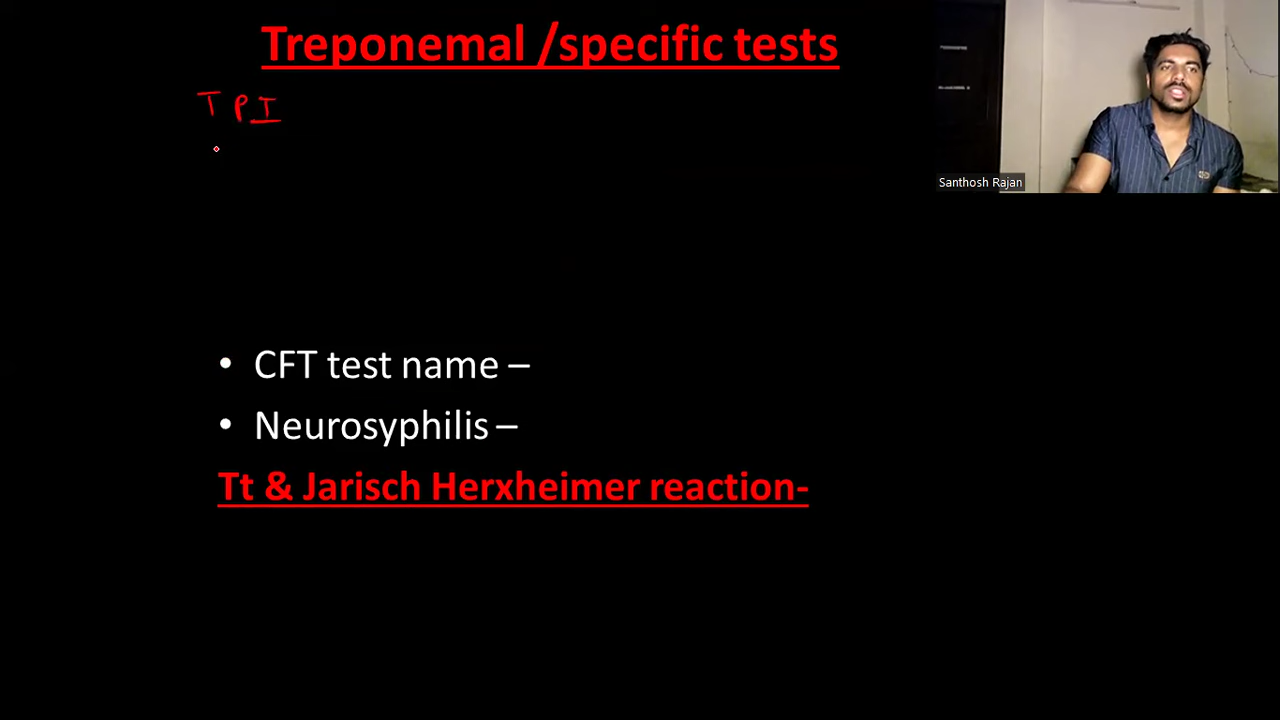 Treponemal /specific tests
T P I
Santhosh Rajan
• CFT test name –
• Neurosyphilis –
Tt & Jarisch Herxheimer reaction-